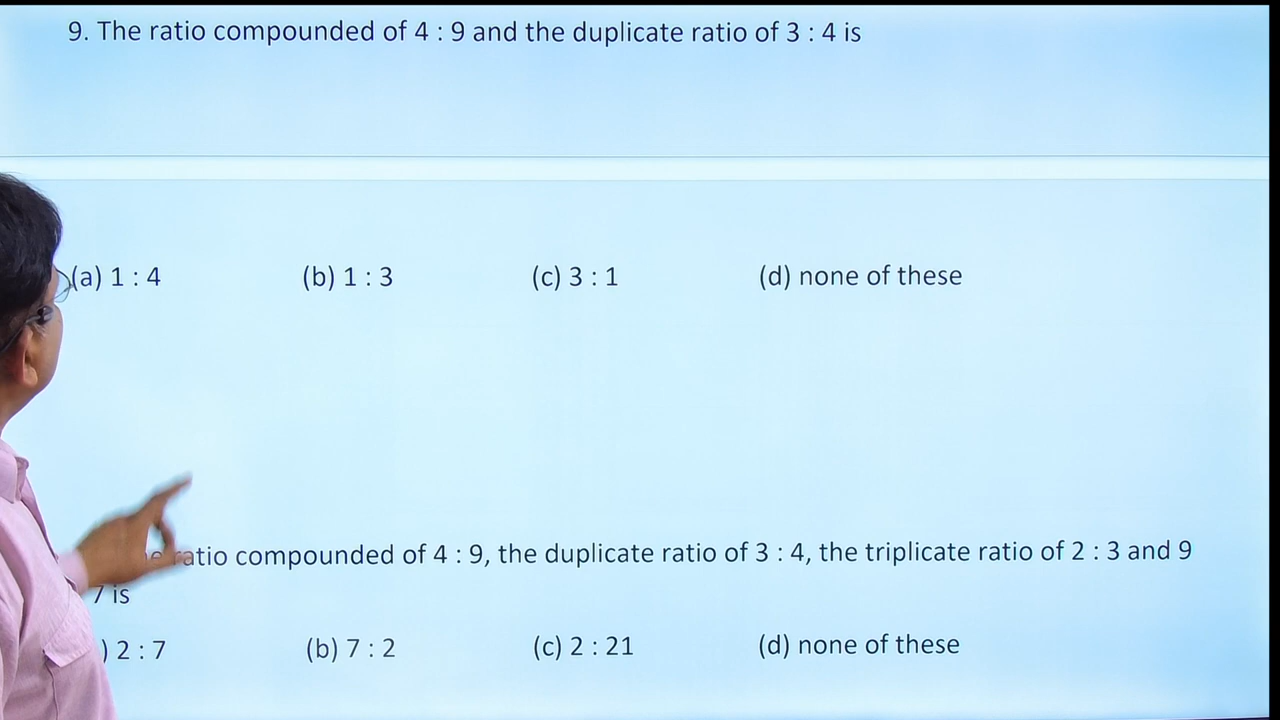 9. The ratio compounded of 4 : 9 and the duplicate ratio of 3 : 4 is
(a) 1 : 4 (b) 1 : 3 (c) 3 : 1 (d) none of these
ratio compounded of 4 : 9, the duplicate ratio of 3 : 4, the triplicate ratio of 2 : 3 and 9
7 is
) 2 : 7 (b) 7 : 2 (c) 2 : 21 (d) none of these